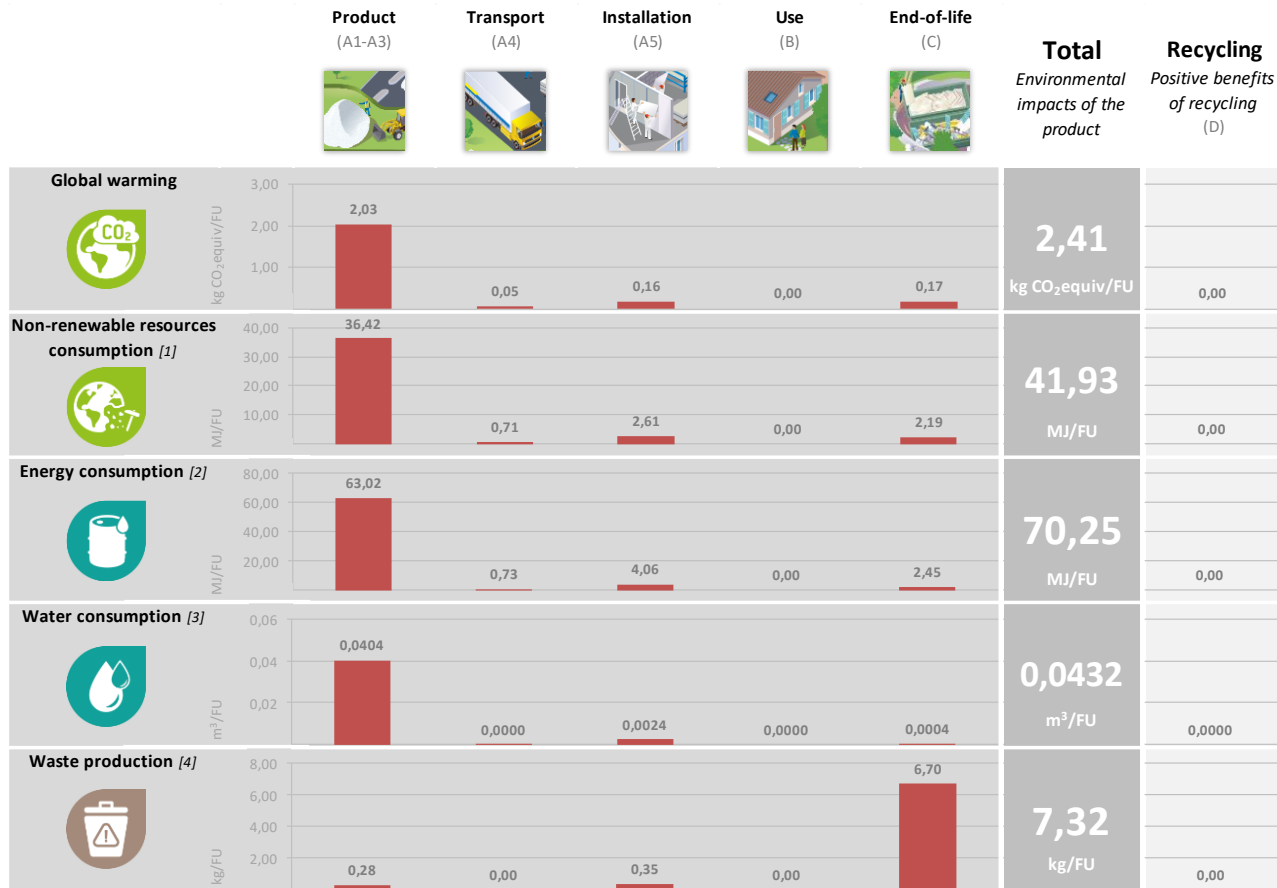 Product
(A1-A3)
Transport
(A4)
Installation
(A5)
Use
(B)
End-of-life
(C)
Total
Environmental
impacts of the
product
Recycling
Positive benefits
of recycling
(D)
Global warming
CO₂
kg CO₂equiv/FU
3,00
2,00
1,00
2,03
0,05
0,16
0,00
0,17
2,41
kg CO₂equiv/FU
0,00
Non-renewable resources
consumption [1]
MJ/FU
40,00
30,00
20,00
10,00
36,42
0,71
2,61
0,00
2,19
41,93
MJ/FU
0,00
Energy consumption [2]
MJ/FU
80,00
60,00
40,00
20,00
63,02
0,73
4,06
0,00
2,45
70,25
MJ/FU
0,00
Water consumption [3]
m³/FU
0,06
0,04
0,02
0,0404
0,0000
0,0024
0,0000
0,0004
0,0432
m³/FU
0,0000
Waste production [4]
kg/FU
8,00
6,00
4,00
2,00
0,28
0,00
0,35
0,00
6,70
7,32
kg/FU
0,00